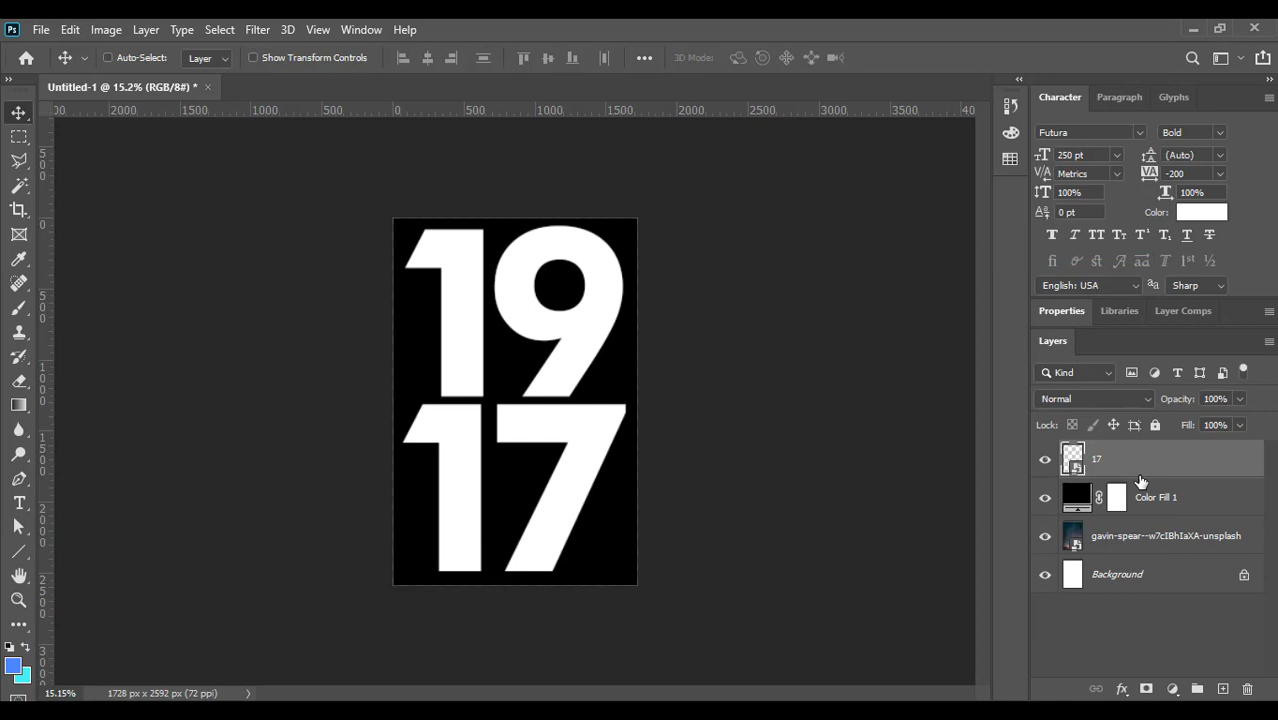 Ps File Edit Image Layer Type Select Filter 3D View Window Help
Auto-Select: Layer Show Transform Controls 3D Mode:
Untitled-1 @ 15.2% (RGB/8#) *
2000 1500 1000 500 0 500 1000 1500 2000 2500 3000 3500
19
17
15.15% 1728 px x 2592 px (72 ppi)
Character Paragraph Glyphs
Futura Bold
250 pt (Auto)
Metrics -200
100% 100%
0 pt Color:
English: USA Sharp
Properties Libraries Layer Comps
Layers
Kind
Normal Opacity: 100%
Lock: Fill: 100%
17
Color Fill 1
gavin-spear--w7cIBhIaXA-unsplash
Background